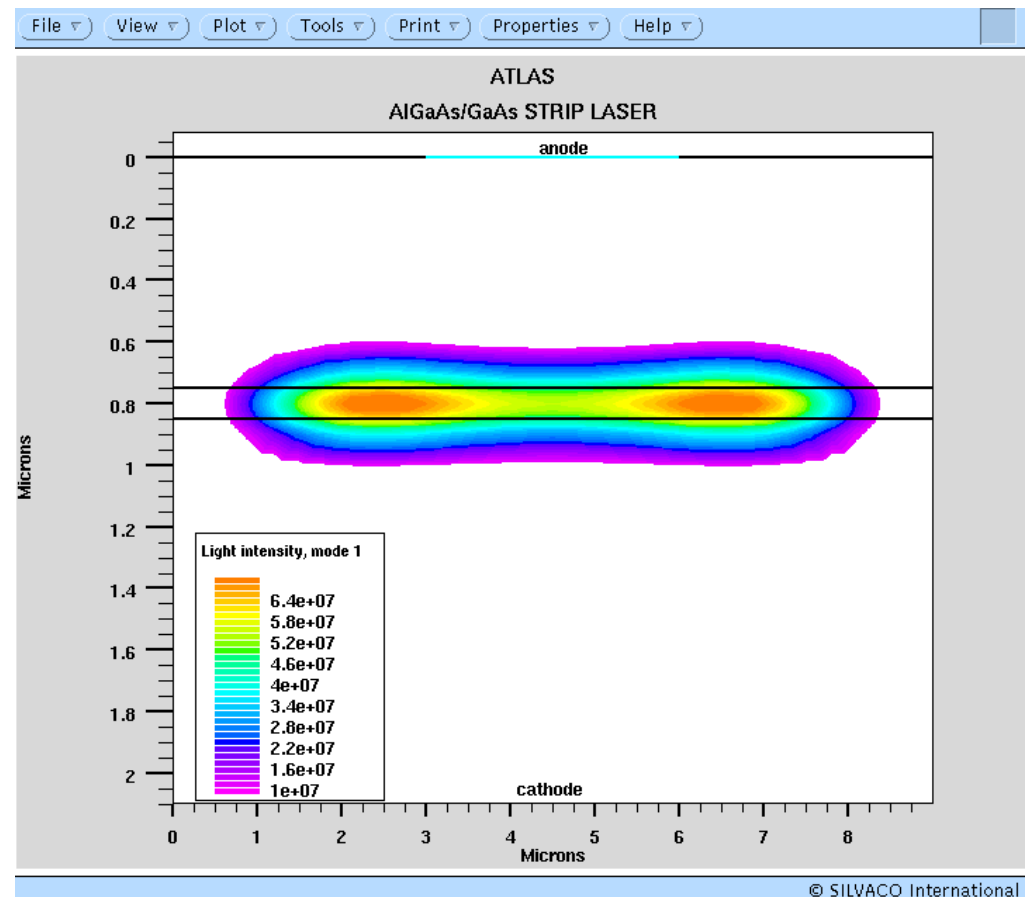 File View Plot Tools Print Properties Help
ATLAS
AlGaAs/GaAs STRIP LASER
anode
0
0.2
0.4
0.6
0.8
1
1.2
1.4
1.6
1.8
2
Microns
Light intensity, mode 1
6.4e+07
5.8e+07
5.2e+07
4.6e+07
4e+07
3.4e+07
2.8e+07
2.2e+07
1.6e+07
1e+07
cathode
0 1 2 3 4 5 6 7 8
Microns
© SILVACO International